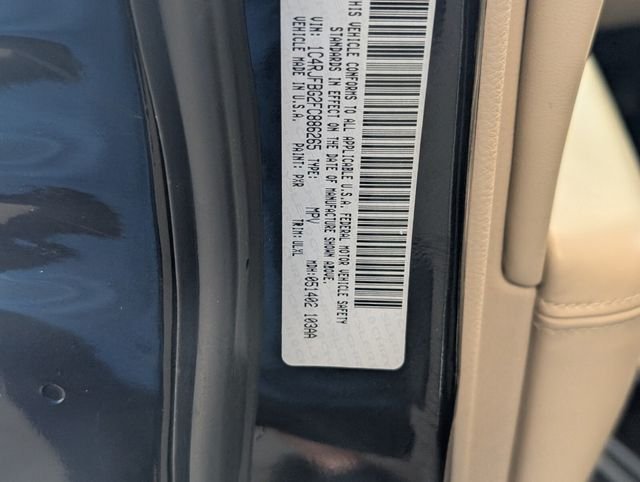 THIS VEHICLE CONFORMS TO ALL APPLICABLE U.S.A. FEDERAL MOTOR VEHICLE SAFETY
STANDARDS IN EFFECT ON THE DATE OF MANUFACTURE SHOWN ABOVE.
VIN: 1C4RJFBG2FC886265 TYPE: MPV MDH:051402 103AA
VEHICLE MADE IN U.S.A. PAINT: PXR TRIM:ULXL